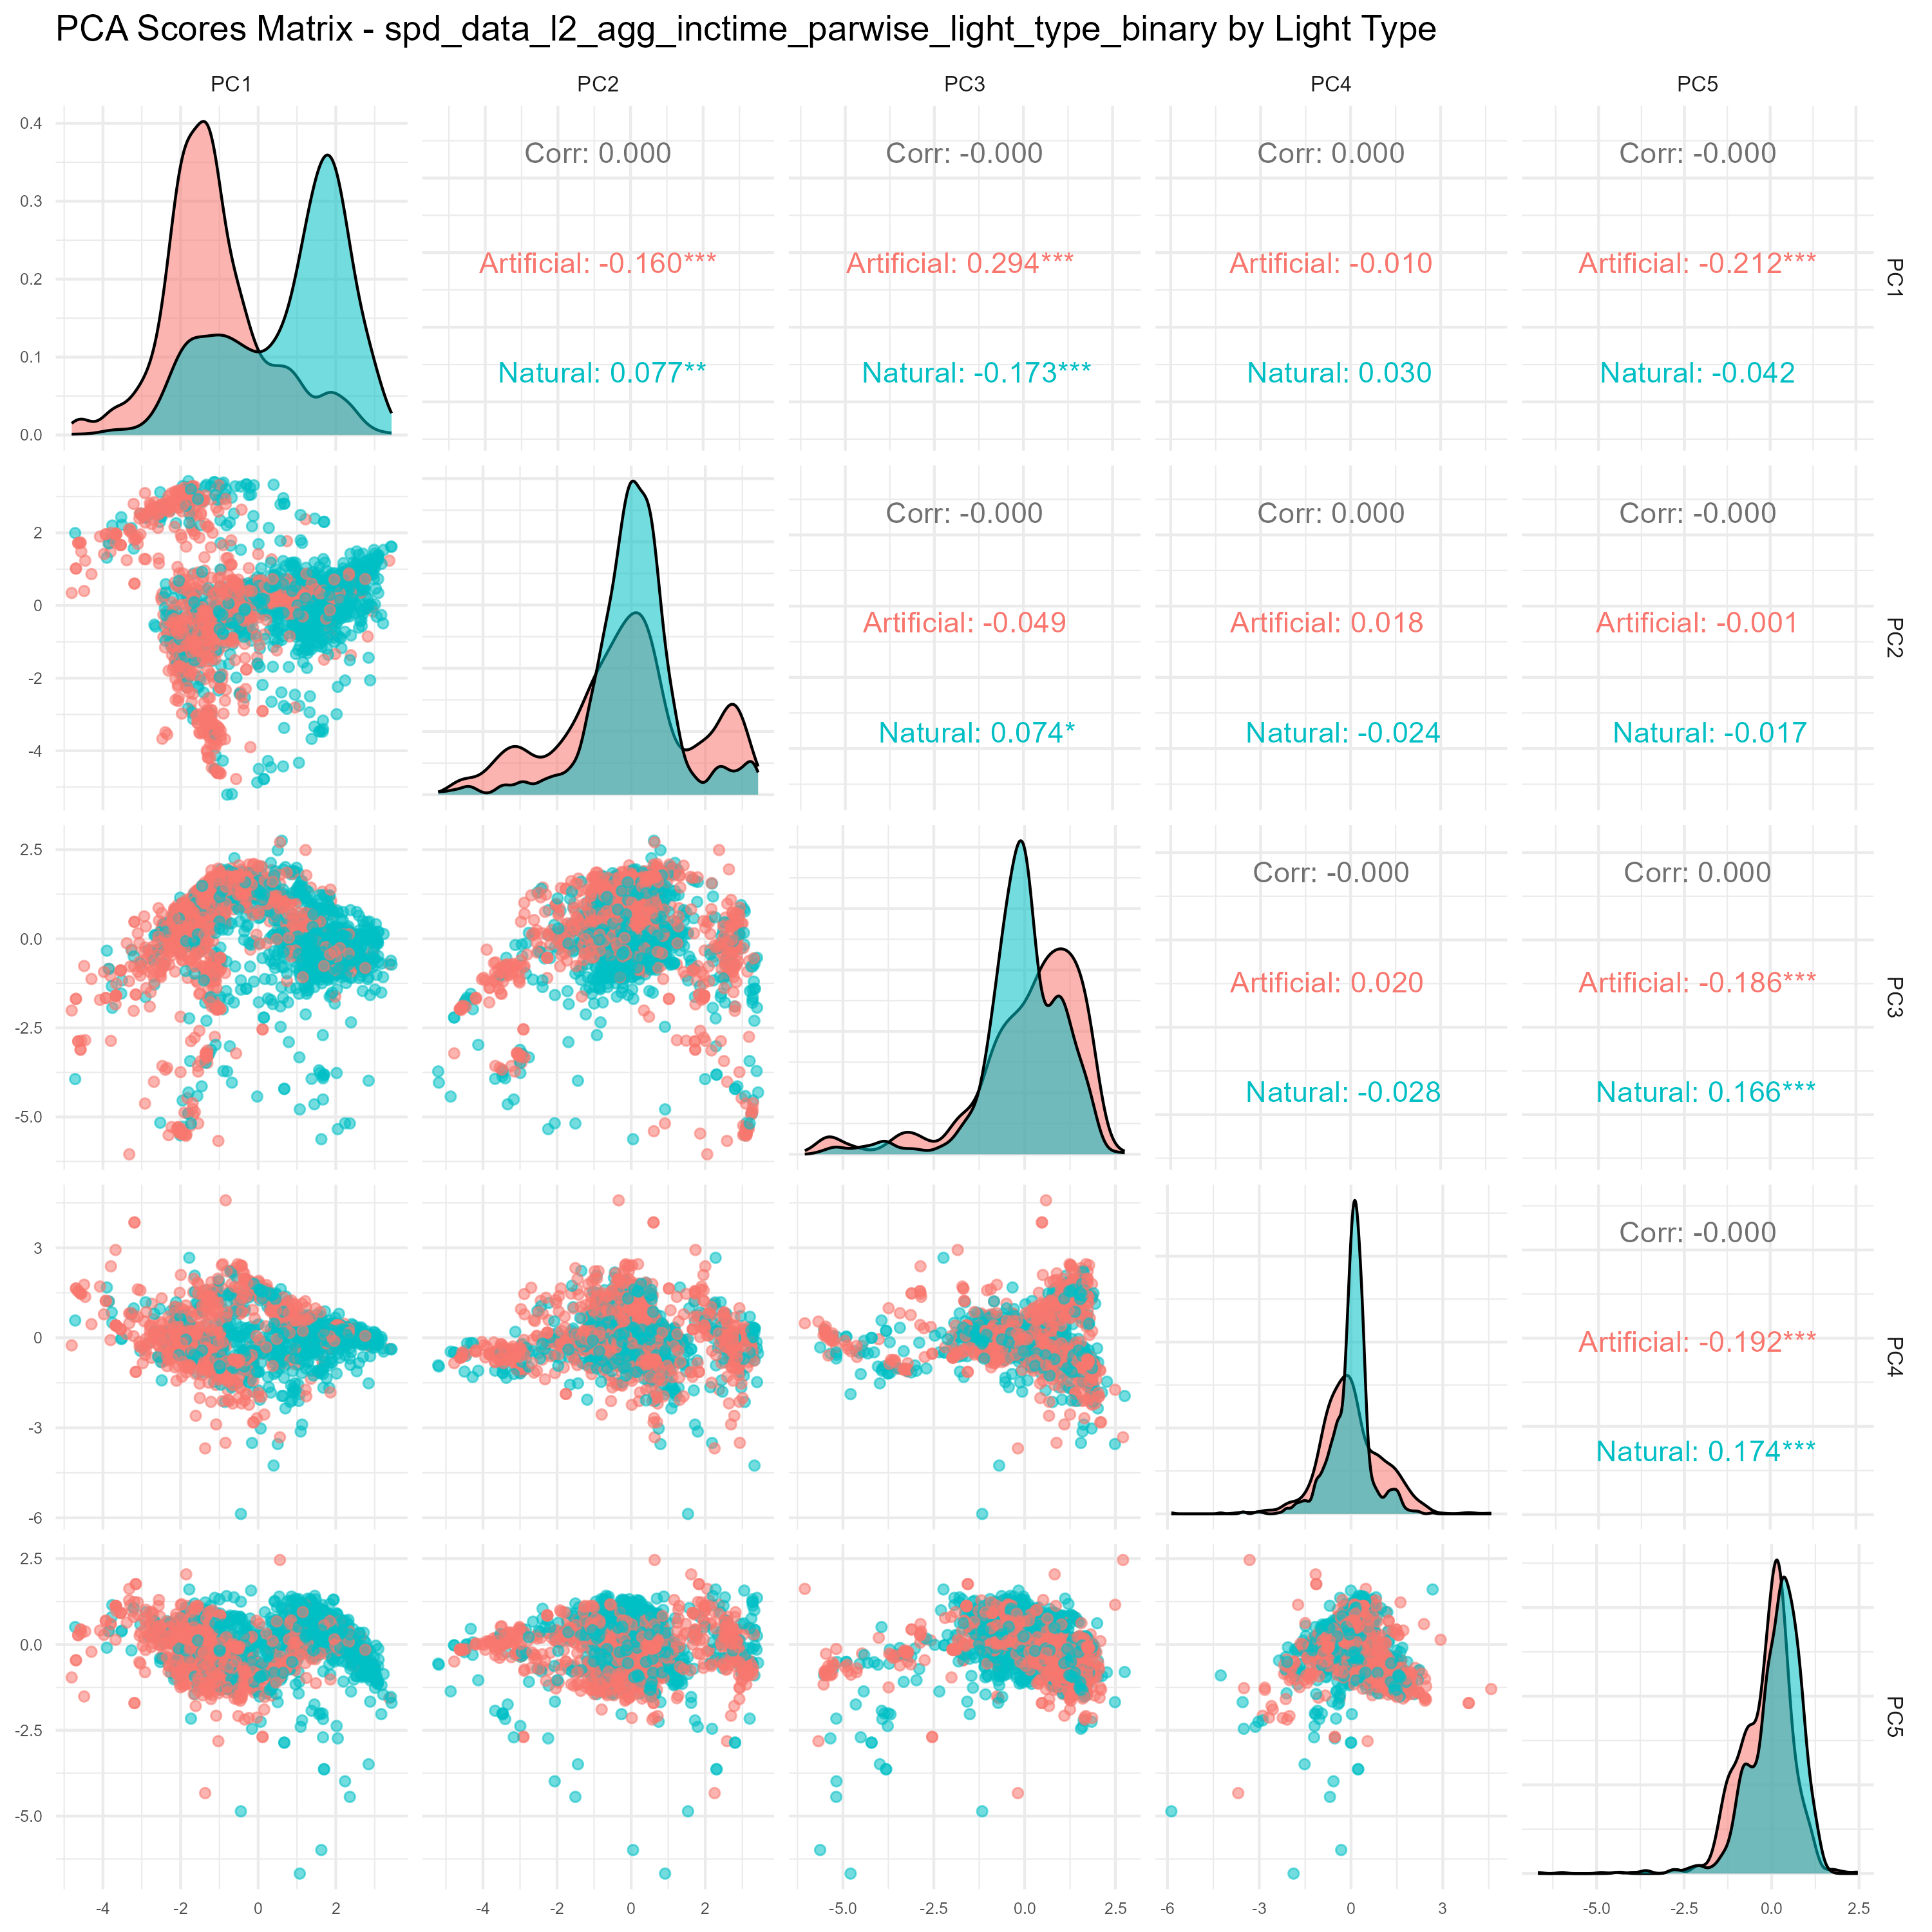 PCA Scores Matrix - spd_data_l2_agg_inctime_parwise_light_type_binary by Light Type
PC1 PC2 PC3 PC4 PC5
0.4
0.3
0.2
0.1
0.0
Corr: 0.000
Artificial: -0.160***
Natural: 0.077**
Corr: -0.000
Artificial: 0.294***
Natural: -0.173***
Corr: 0.000
Artificial: -0.010
Natural: 0.030
Corr: -0.000
Artificial: -0.212***
Natural: -0.042
PC1
2
0
-2
-4
Corr: -0.000
Artificial: -0.049
Natural: 0.074*
Corr: 0.000
Artificial: 0.018
Natural: -0.024
Corr: -0.000
Artificial: -0.001
Natural: -0.017
PC2
2.5
0.0
-2.5
-5.0
Corr: -0.000
Artificial: 0.020
Natural: -0.028
Corr: 0.000
Artificial: -0.186***
Natural: 0.166***
PC3
3
0
-3
-6
Corr: -0.000
Artificial: -0.192***
Natural: 0.174***
PC4
2.5
0.0
-2.5
-5.0
PC5
-4 -2 0 2
-4 -2 0 2
-5.0 -2.5 0.0 2.5
-6 -3 0 3
-5.0 -2.5 0.0 2.5